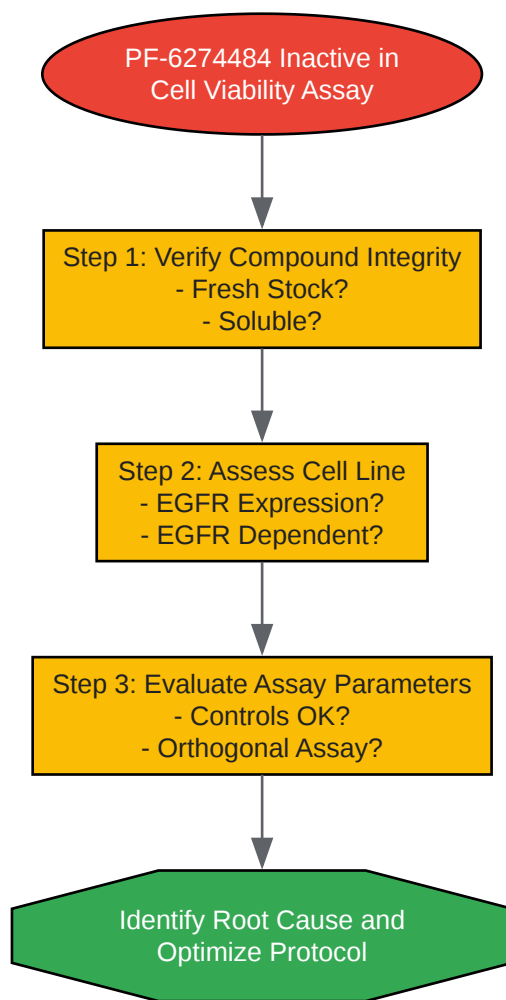 PF-6274484 Inactive in
Cell Viability Assay
Step 1: Verify Compound Integrity
- Fresh Stock?
- Soluble?
Step 2: Assess Cell Line
- EGFR Expression?
- EGFR Dependent?
Step 3: Evaluate Assay Parameters
- Controls OK?
- Orthogonal Assay?
Identify Root Cause and
Optimize Protocol